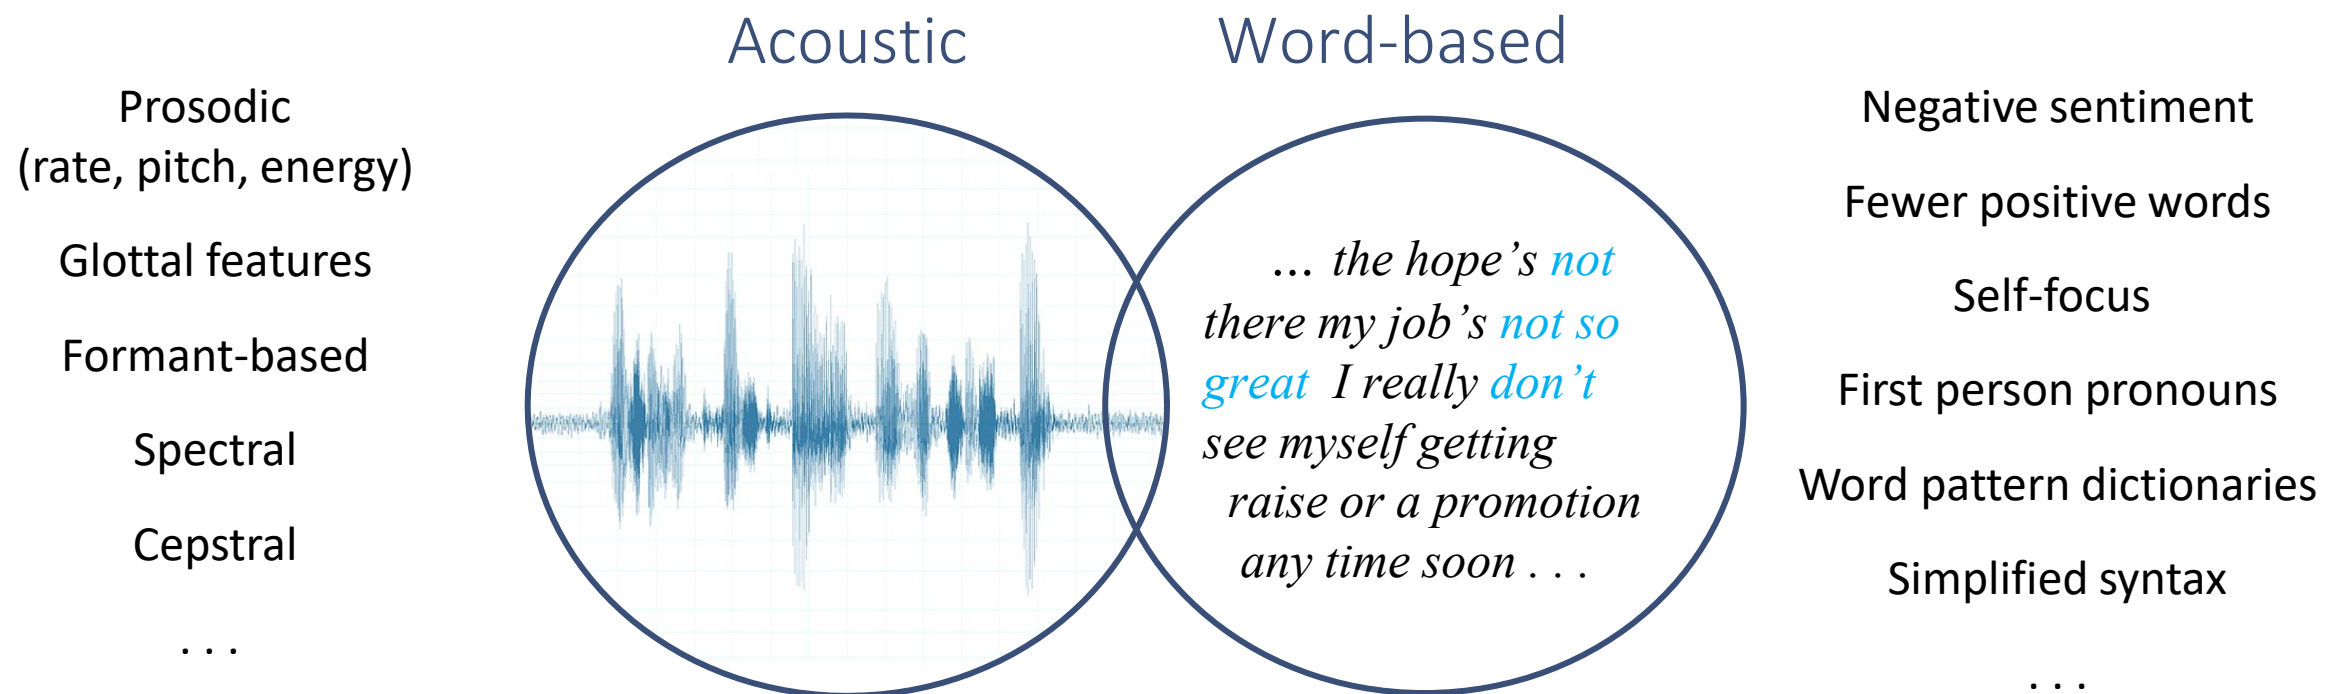 Acoustic
Word-based
Prosodic
(rate, pitch, energy)
Glottal features
Formant-based
Spectral
Cepstral
. . .
... the hope’s not
there my job’s not so
great I really don’t
see myself getting
raise or a promotion
any time soon . . .
Negative sentiment
Fewer positive words
Self-focus
First person pronouns
Word pattern dictionaries
Simplified syntax
. . .